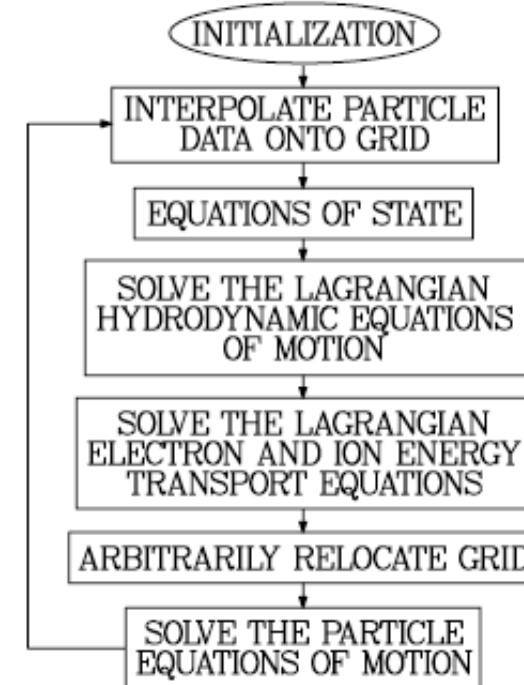 INITIALIZATION
INTERPOLATE PARTICLE
DATA ONTO GRID
EQUATIONS OF STATE
SOLVE THE LAGRANGIAN
HYDRODYNAMIC EQUATIONS
OF MOTION
SOLVE THE LAGRANGIAN
ELECTRON AND ION ENERGY
TRANSPORT EQUATIONS
ARBITRARILY RELOCATE GRID
SOLVE THE PARTICLE
EQUATIONS OF MOTION